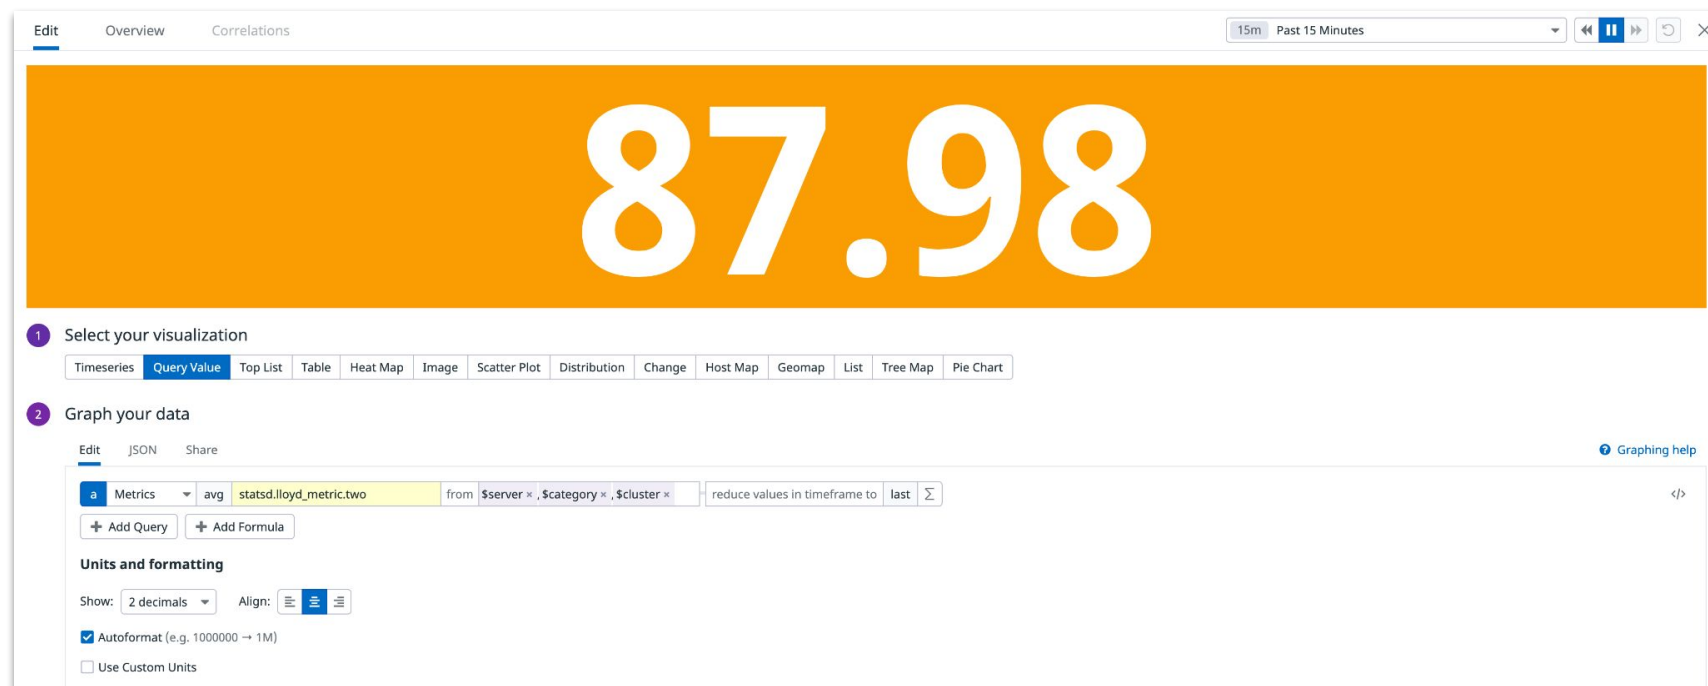 Edit Overview Correlations 15m Past 15 Minutes
87.98
1 Select your visualization
Timeseries Query Value Top List Table Heat Map Image Scatter Plot Distribution Change Host Map Geomap List Tree Map Pie Chart
2 Graph your data
Edit JSON Share Graphing help
a Metrics avg statsd.lloyd_metric.two from $server × , $category × , $cluster × reduce values in timeframe to last Σ </>
+ Add Query + Add Formula
Units and formatting
Show: 2 decimals Align:
Autoformat (e.g. 1000000 → 1M)
Use Custom Units